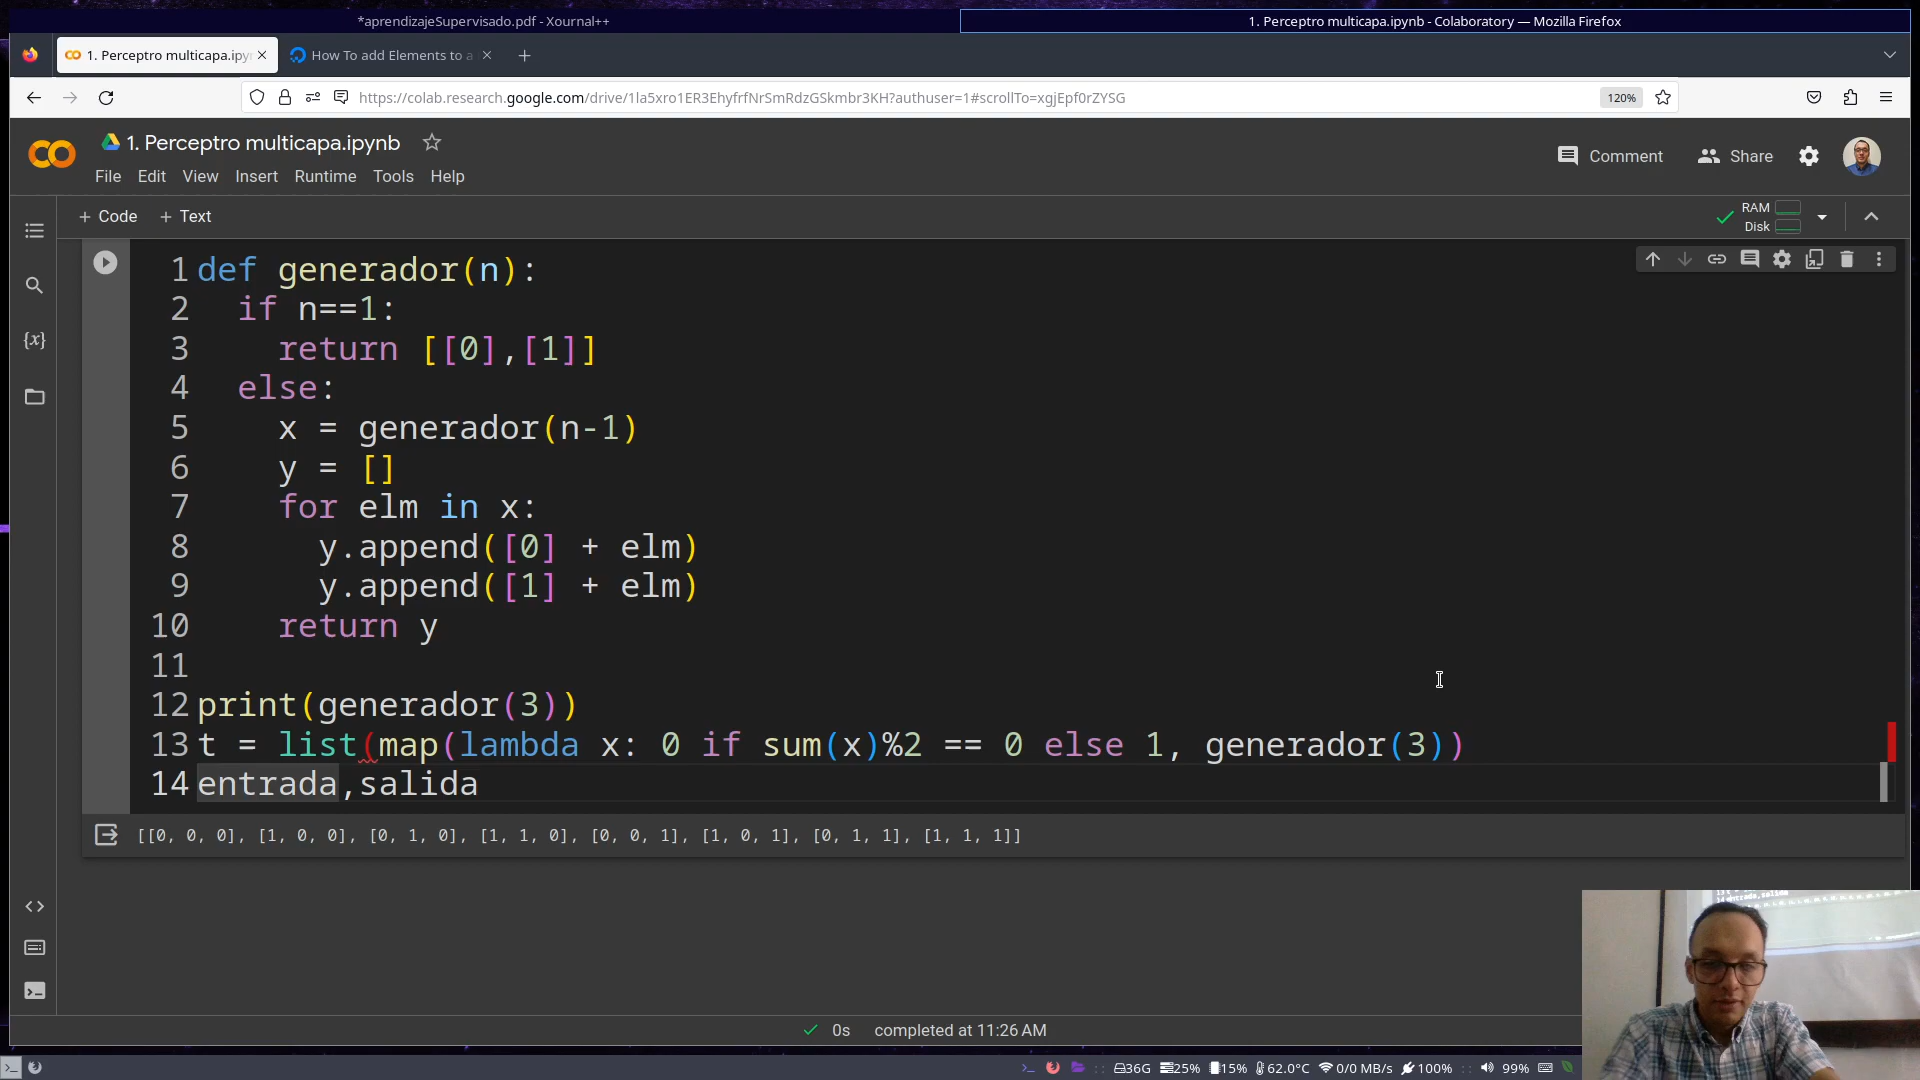 *aprendizajeSupervisado.pdf - Xournal++
1. Perceptro multicapa.ipynb - Colaboratory — Mozilla Firefox
1. Perceptro multicapa.ipy
How To add Elements to a
https://colab.research.google.com/drive/1la5xro1ER3EhyfrfNrSmRdzGSkmbr3KH?authuser=1#scrollTo=xgjEpf0rZYSG
120%
1. Perceptro multicapa.ipynb
Comment
Share
File Edit View Insert Runtime Tools Help
+ Code + Text
RAM
Disk
1 def generador(n):
2 if n==1:
3 return [[0],[1]]
4 else:
5 x = generador(n-1)
6 y = []
7 for elm in x:
8 y.append([0] + elm)
9 y.append([1] + elm)
10 return y
11
12 print(generador(3))
13 t = list(map(lambda x: 0 if sum(x)%2 == 0 else 1, generador(3))
14 entrada,salida
[[0, 0, 0], [1, 0, 0], [0, 1, 0], [1, 1, 0], [0, 0, 1], [1, 0, 1], [0, 1, 1], [1, 1, 1]]
0s completed at 11:26 AM
36G 25% 15% 62.0°C 0/0 MB/s 100% 99%